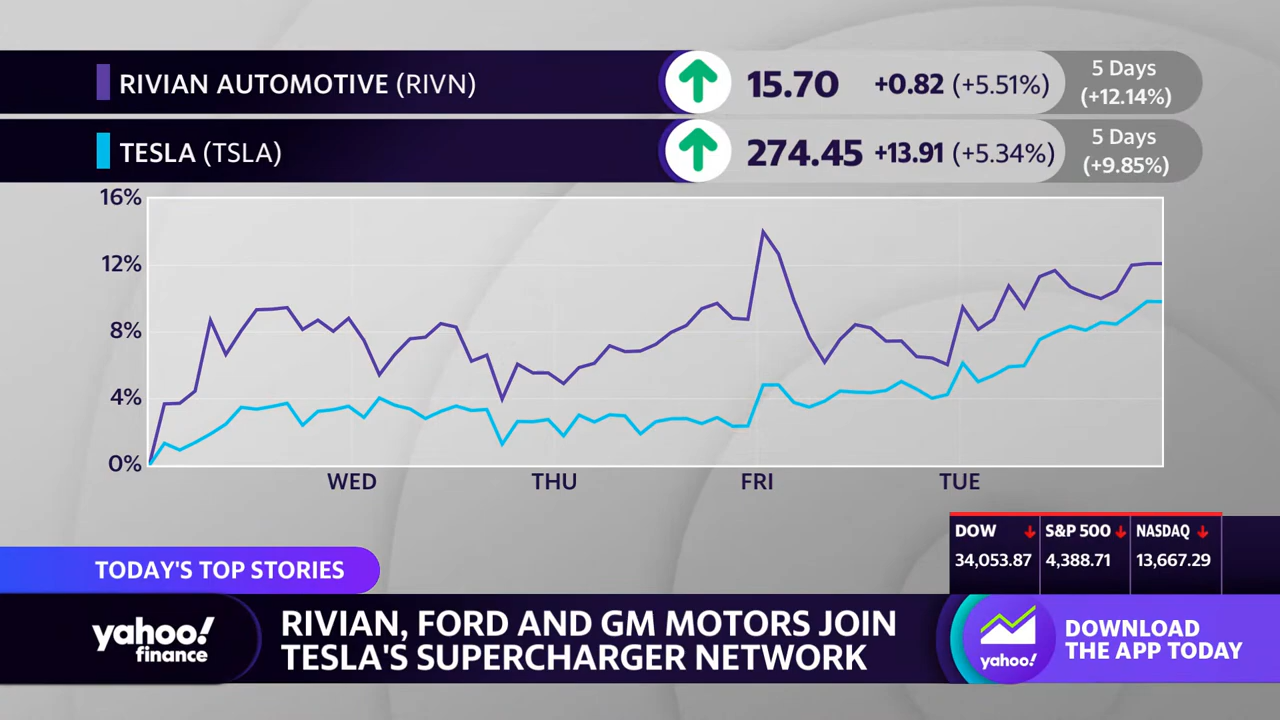 RIVIAN AUTOMOTIVE (RIVN)
15.70
+0.82 (+5.51%)
5 Days
(+12.14%)
TESLA (TSLA)
274.45
+13.91 (+5.34%)
5 Days
(+9.85%)
16%
12%
8%
4%
0%
WED
THU
FRI
TUE
DOW
34,053.87
S&P 500
4,388.71
NASDAQ
13,667.29
TODAY'S TOP STORIES
yahoo!
finance
RIVIAN, FORD AND GM MOTORS JOIN
TESLA'S SUPERCHARGER NETWORK
yahoo!
DOWNLOAD
THE APP TODAY